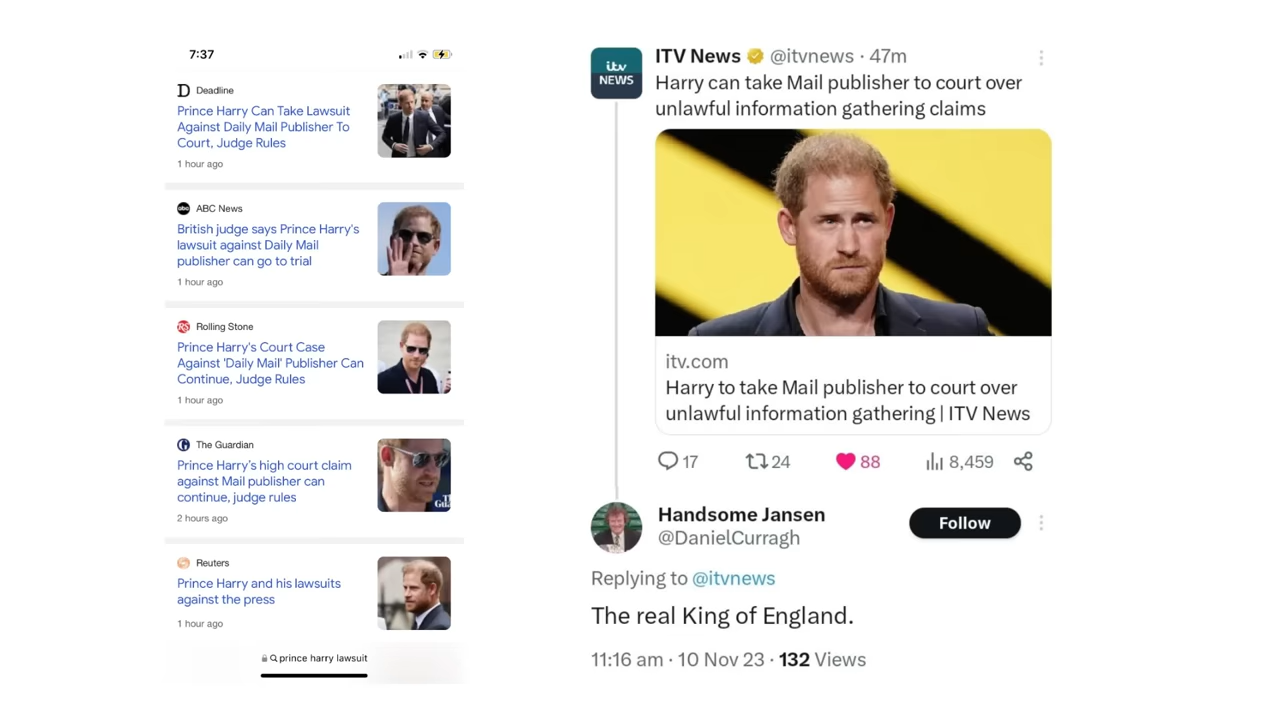 7:37
Deadline
Prince Harry Can Take Lawsuit
Against Daily Mail Publisher To
Court, Judge Rules
1 hour ago
abc
ABC News
British judge says Prince Harry's
lawsuit against Daily Mail
publisher can go to trial
1 hour ago
RS
Rolling Stone
Prince Harry's Court Case
Against 'Daily Mail' Publisher Can
Continue, Judge Rules
1 hour ago
The Guardian
Prince Harry's high court claim
against Mail publisher can
continue, judge rules
2 hours ago
Reuters
Prince Harry and his lawsuits
against the press
1 hour ago
prince harry lawsuit
itv
NEWS
ITV News @itvnews · 47m
Harry can take Mail publisher to court over
unlawful information gathering claims
itv.com
Harry to take Mail publisher to court over
unlawful information gathering | ITV News
17 24 88 8,459
Handsome Jansen
@DanielCurragh
Follow
Replying to @itvnews
The real King of England.
11:16 am · 10 Nov 23 · 132 Views